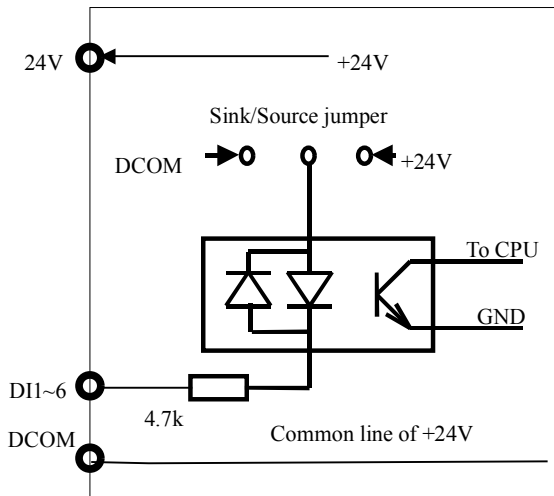 24V
+24V
Sink/Source jumper
DCOM
+24V
To CPU
GND
DI1~6
4.7k
DCOM
Common line of +24V